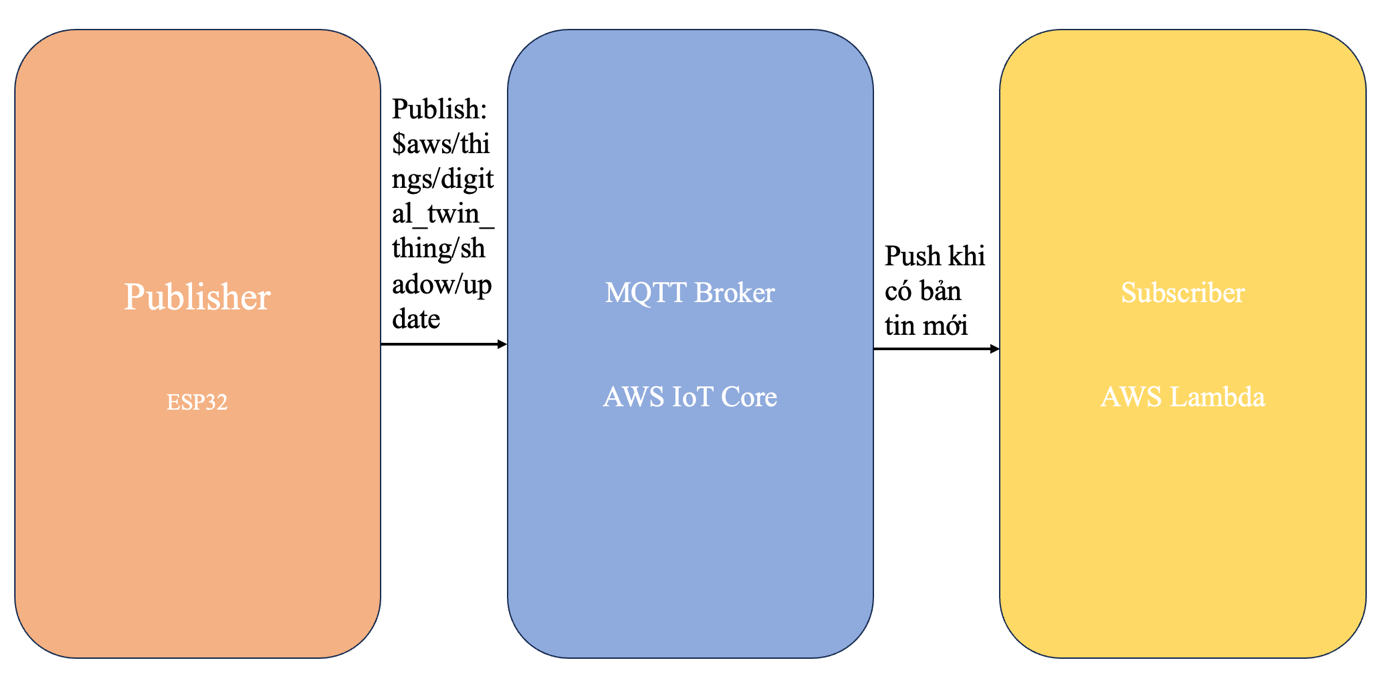 Publisher
ESP32
Publish:
$aws/thi
ngs/digit
al_twin_
thing/sh
adow/up
date
MQTT Broker
AWS IoT Core
Push khi
có bản
tin mới
Subscriber
AWS Lambda